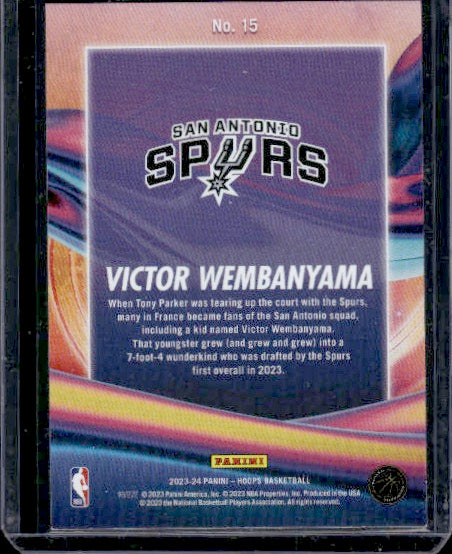 No. 15
SAN ANTONIO
SPURS
VICTOR WEMBANYAMA
When Tony Parker was tearing up the court with the Spurs,
many in France became fans of the San Antonio squad,
including a kid named Victor Wembanyama.
That youngster grew (and grew and grew) into a
7-foot-4 wunderkind who was drafted by the Spurs
first overall in 2023.
PANINI
2023-24 PANINI – HOOPS BASKETBALL
© 2023 Panini America, Inc. © 2023 NBA Properties, Inc. Produced in the USA.
© 2023 the National Basketball Players Association. All rights reserved.
NBA